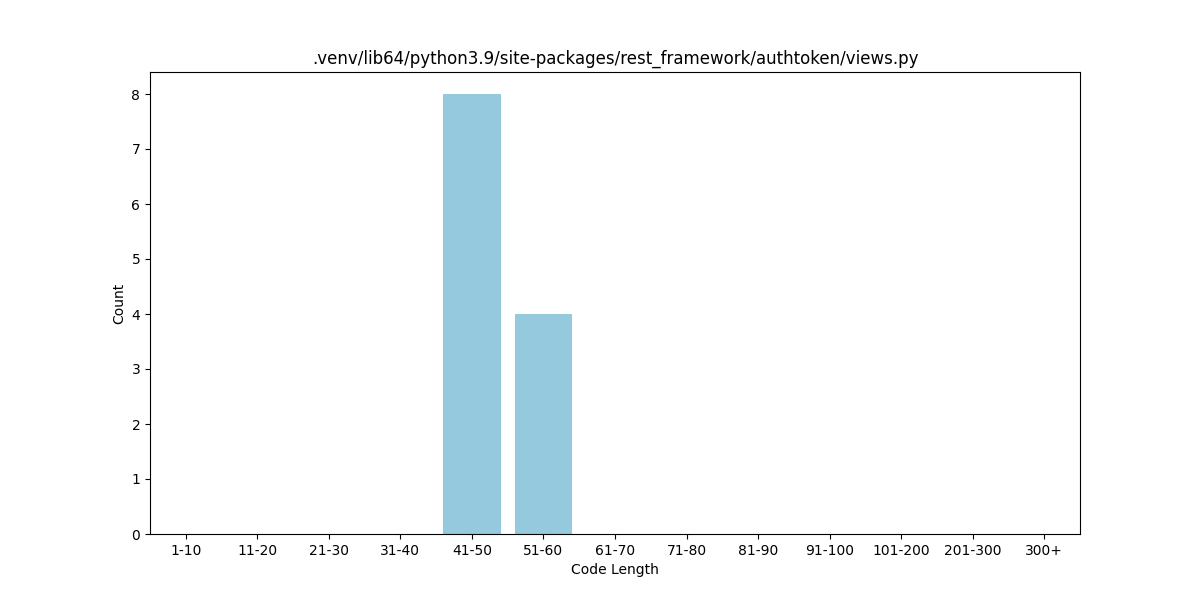 .venv/lib64/python3.9/site-packages/rest_framework/authtoken/views.py
8
7
6
5
4
3
2
1
0
Count
1-10 11-20 21-30 31-40 41-50 51-60 61-70 71-80 81-90 91-100 101-200 201-300 300+
Code Length